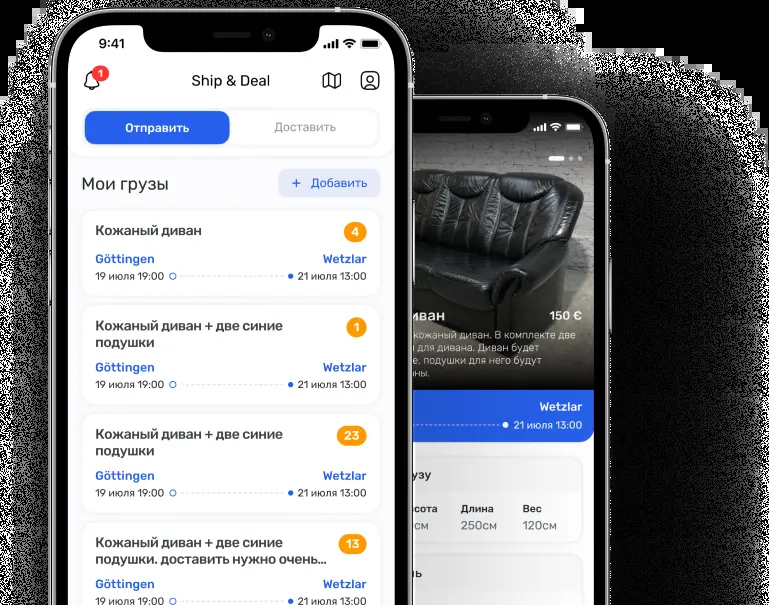 9:41
1
Ship & Deal
Отправить
Доставить
Мои грузы
+ Добавить
Кожаный диван
4
Göttingen
Wetzlar
19 июля 19:00
21 июля 13:00
Кожаный диван + две синие
подушки
1
Göttingen
Wetzlar
19 июля 19:00
21 июля 13:00
Кожаный диван + две синие
подушки
23
Göttingen
Wetzlar
19 июля 19:00
21 июля 13:00
Кожаный диван + две синие
подушки. доставить нужно очень...
13
Göttingen
Wetzlar
19 июля 19:00
21 июля 13:00
иван
150 €
кожаный диван. В комплекте две
для дивана. Диван будет
е, подушки для него будут
ны.
Wetzlar
21 июля 13:00
узу
сота
Длина
Вес
см
250см
120см
ь